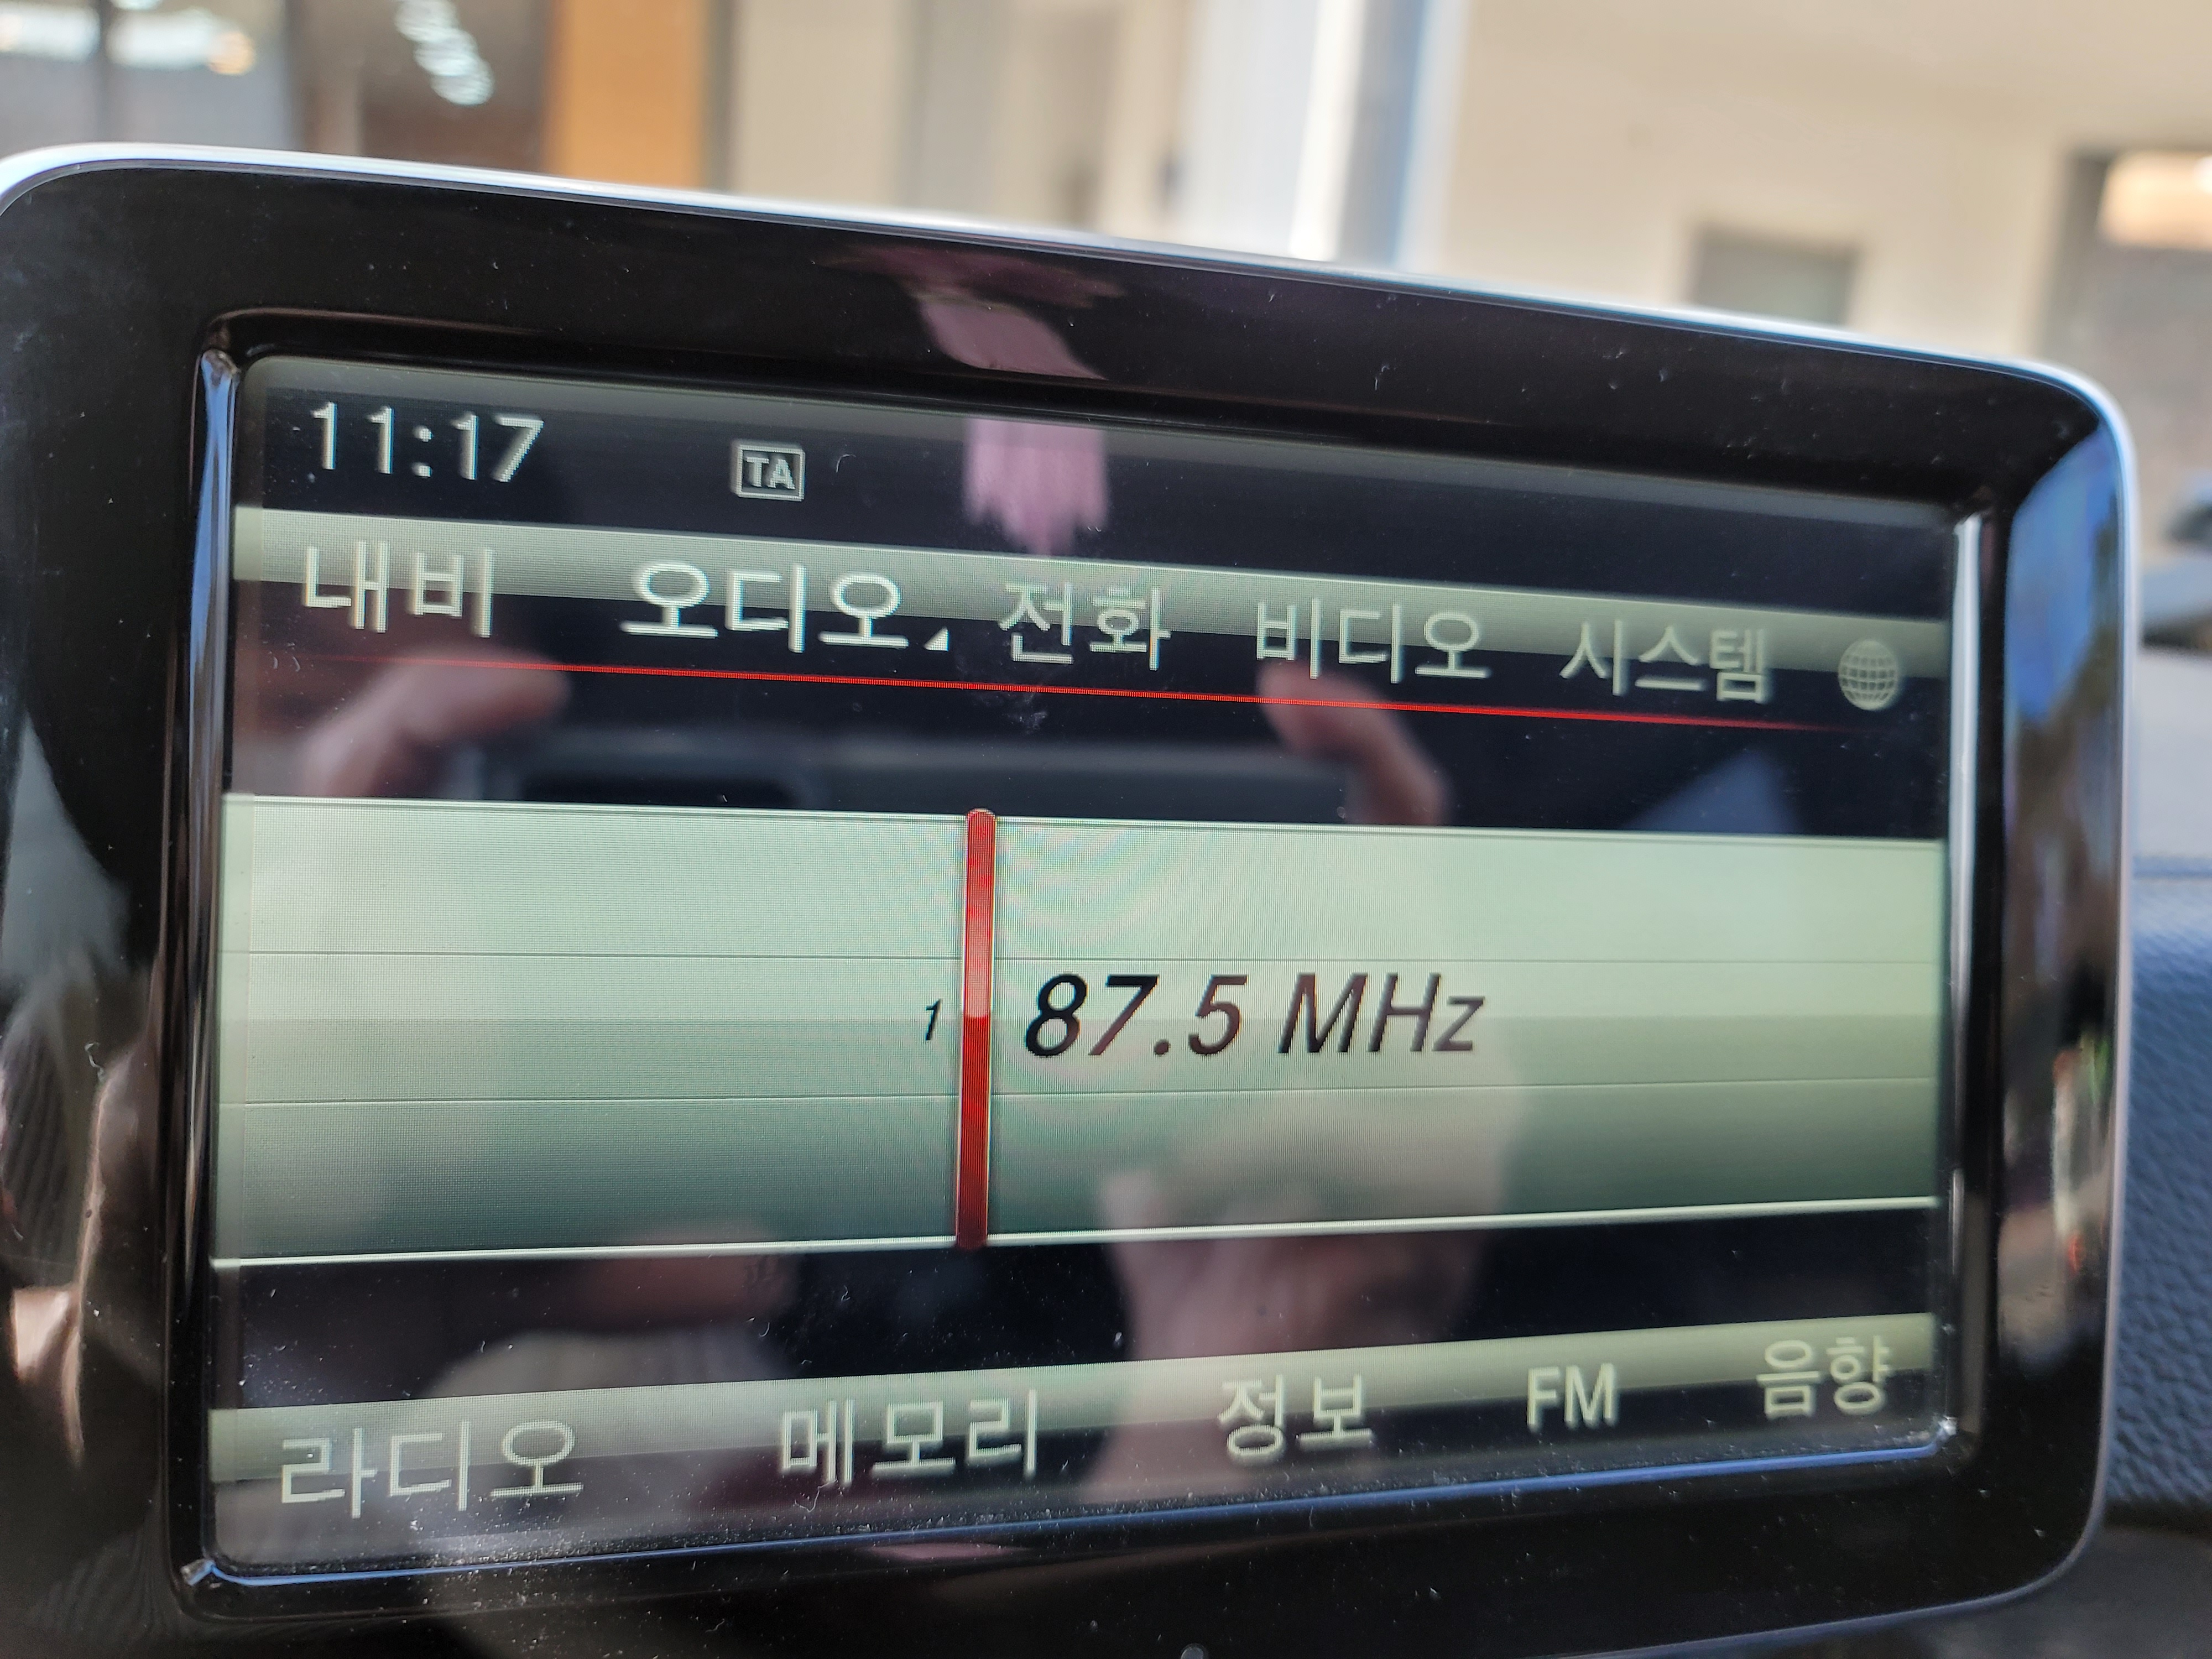 11:17 TA
내비 오디오 전화 비디오 시스템
1 87.5 MHz
라디오 메모리 정보 FM 음향